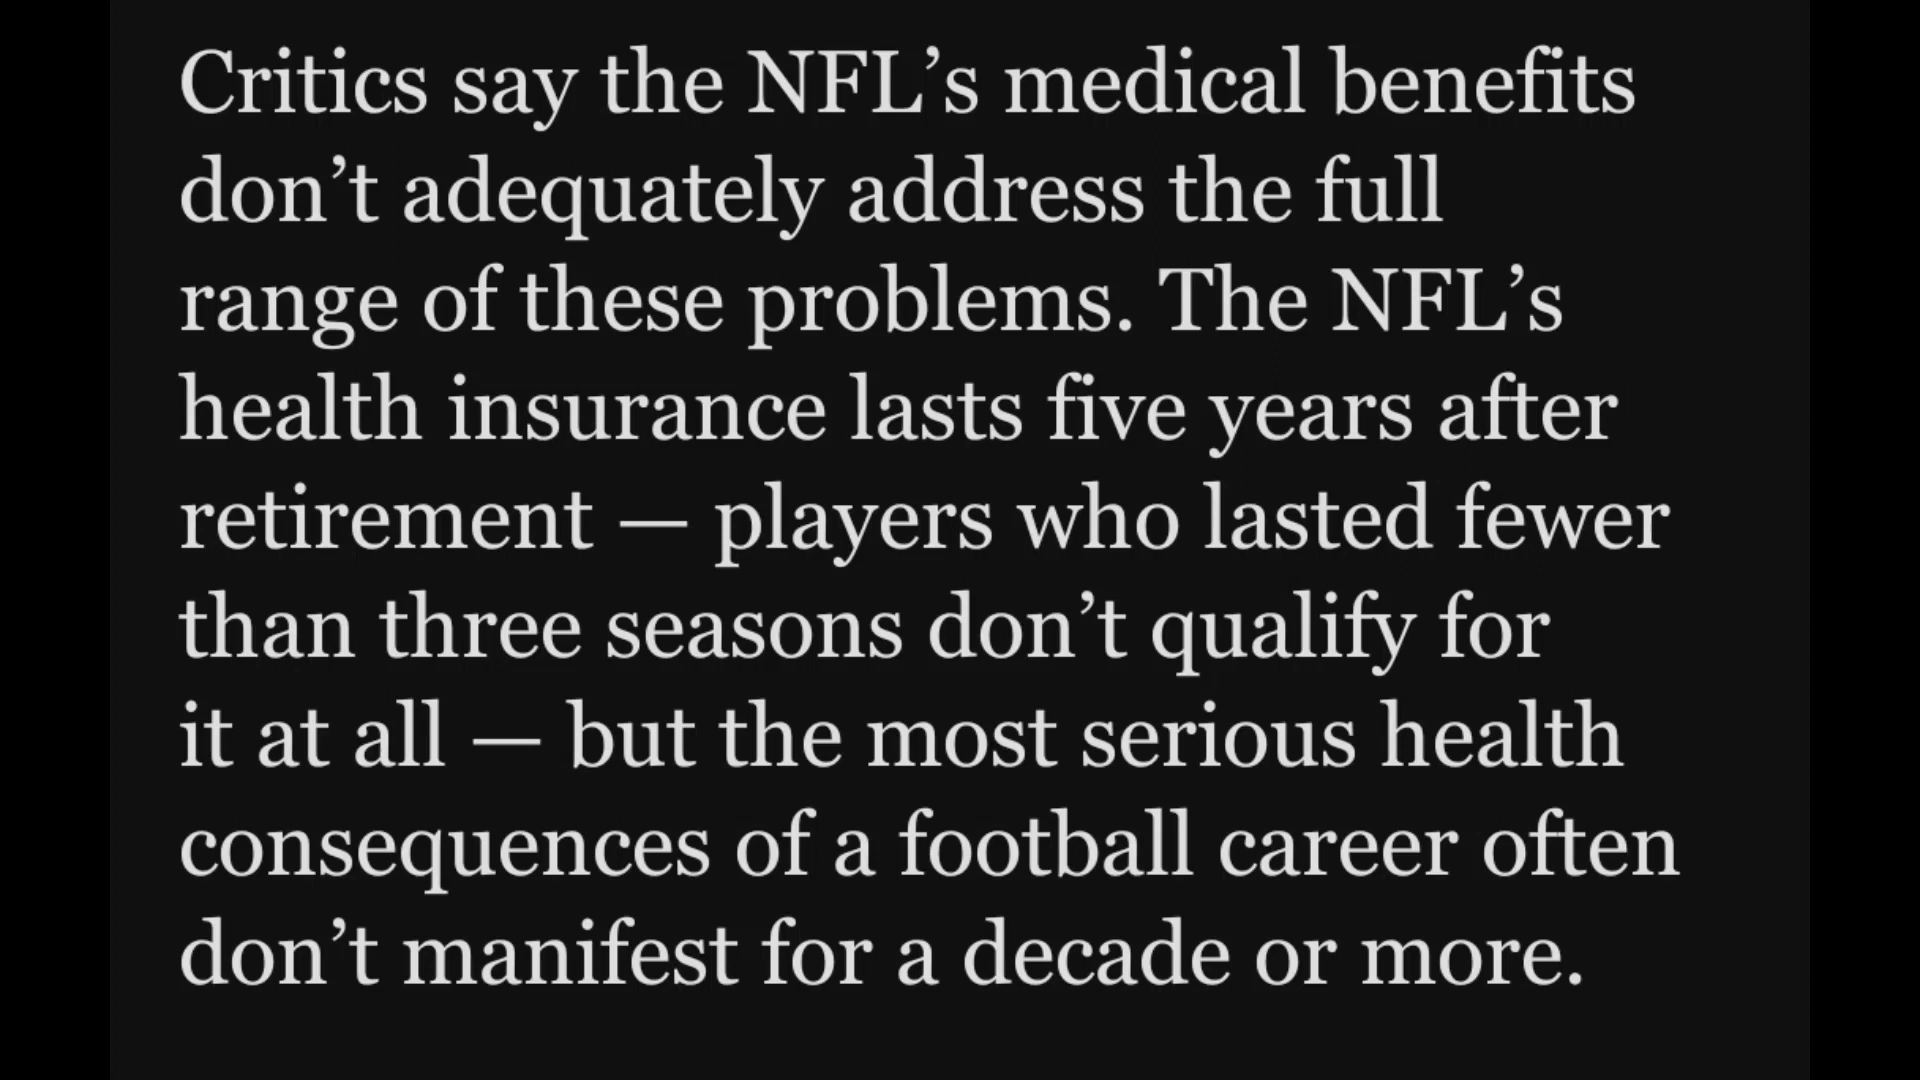 Critics say the NFL’s medical benefits
don’t adequately address the full
range of these problems. The NFL’s
health insurance lasts five years after
retirement — players who lasted fewer
than three seasons don’t qualify for
it at all — but the most serious health
consequences of a football career often
don’t manifest for a decade or more.